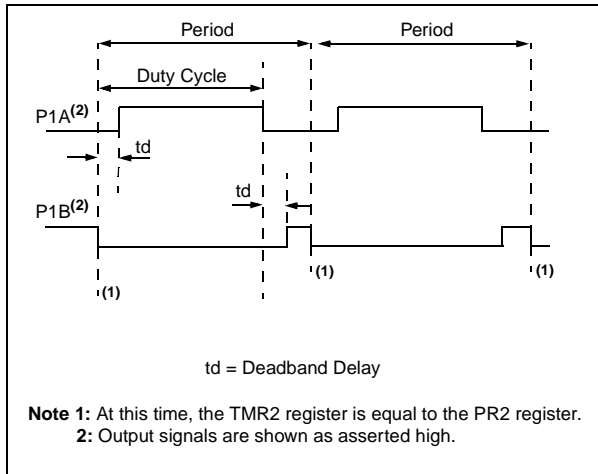 Period Period
Duty Cycle
P1A(2)
td
td
P1B(2)
(1) (1) (1)
td = Deadband Delay
Note 1: At this time, the TMR2 register is equal to the PR2 register.
2: Output signals are shown as asserted high.